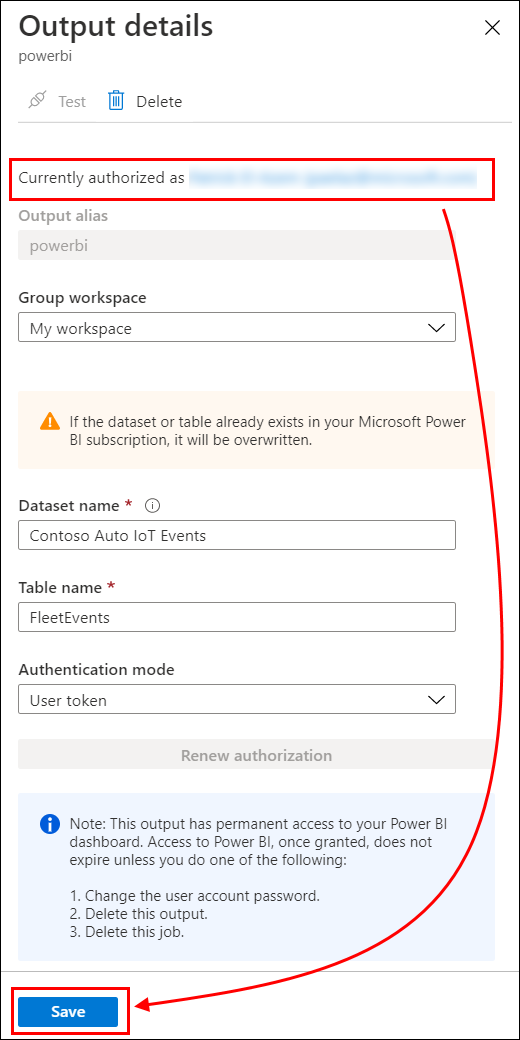 Output details
powerbi
Test Delete
Currently authorized as
Output alias
powerbi
Group workspace
My workspace
If the dataset or table already exists in your Microsoft Power
BI subscription, it will be overwritten.
Dataset name *
Contoso Auto IoT Events
Table name *
FleetEvents
Authentication mode
User token
Renew authorization
Note: This output has permanent access to your Power BI
dashboard. Access to Power BI, once granted, does not
expire unless you do one of the following:
1. Change the user account password.
2. Delete this output.
3. Delete this job.
Save